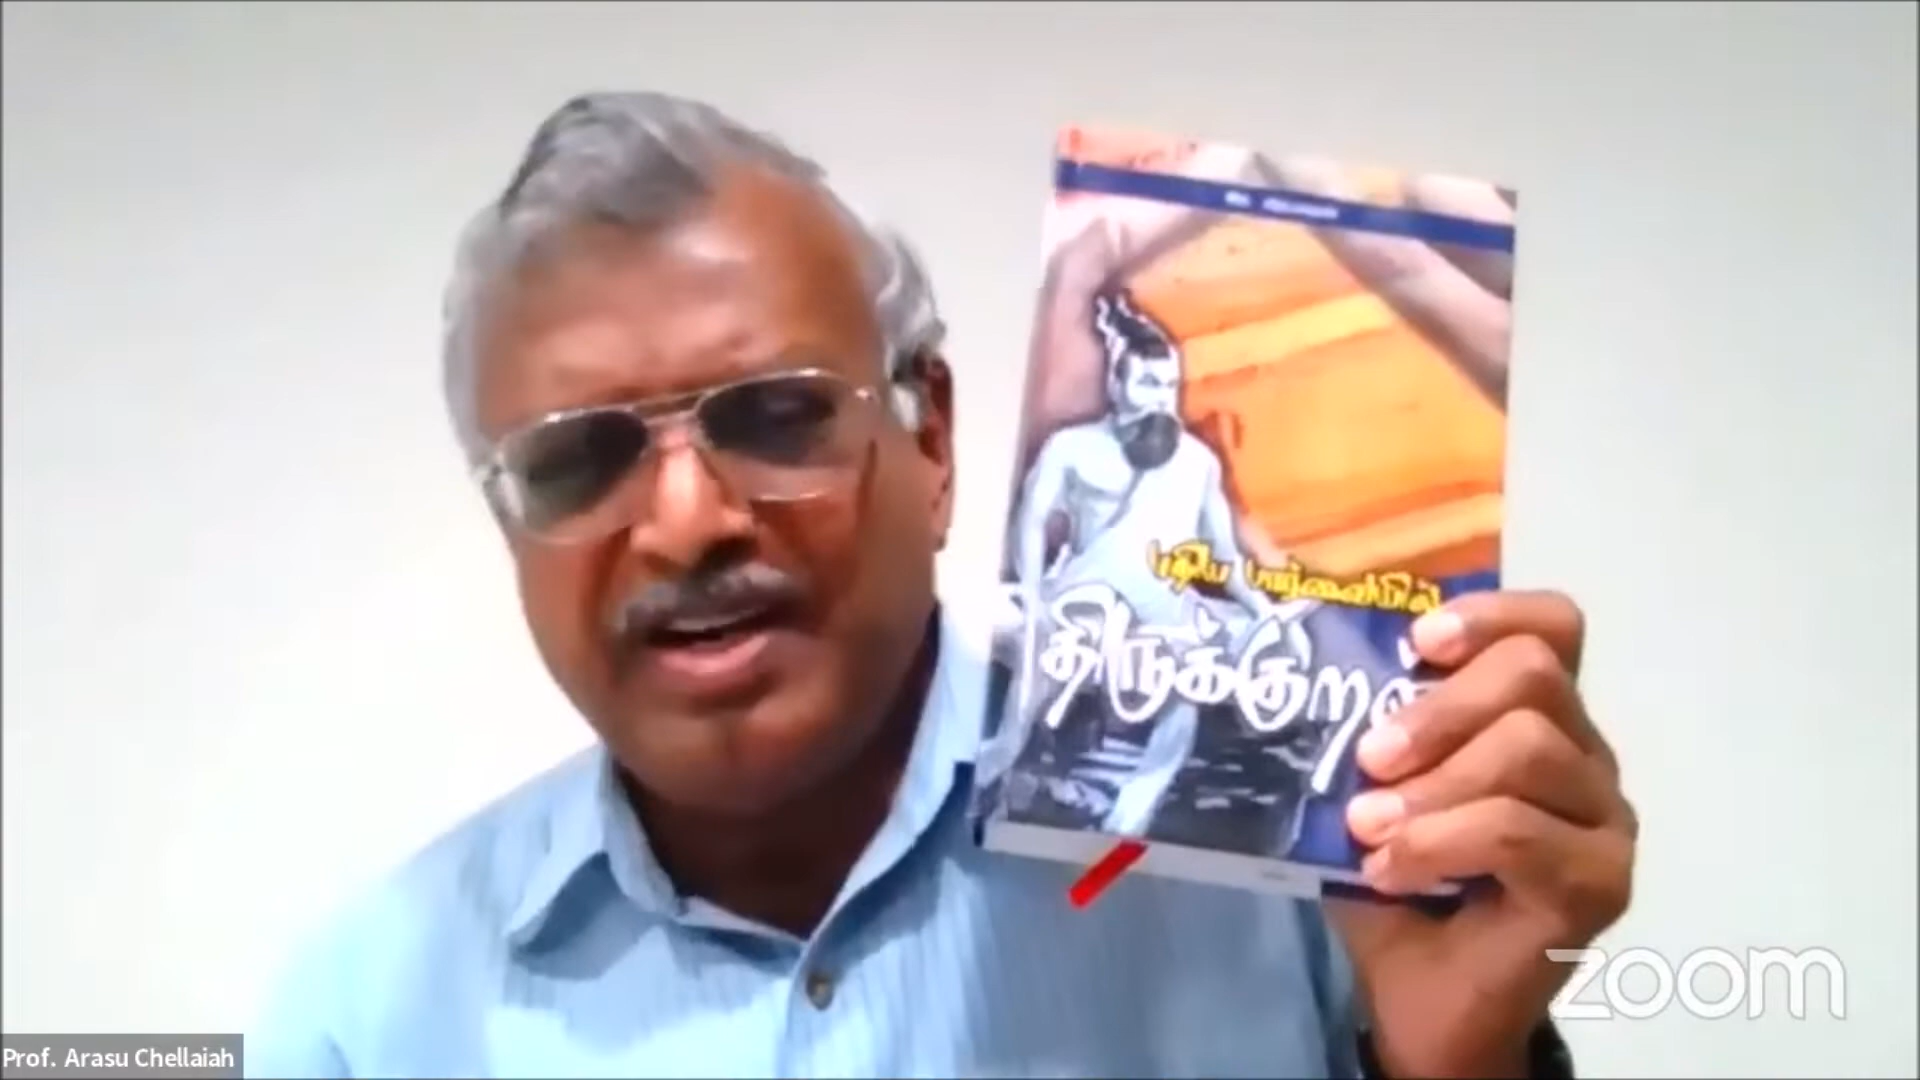 புதிய பார்வையில்
திருக்குறள்
zoom
Prof. Arasu Chellaiah